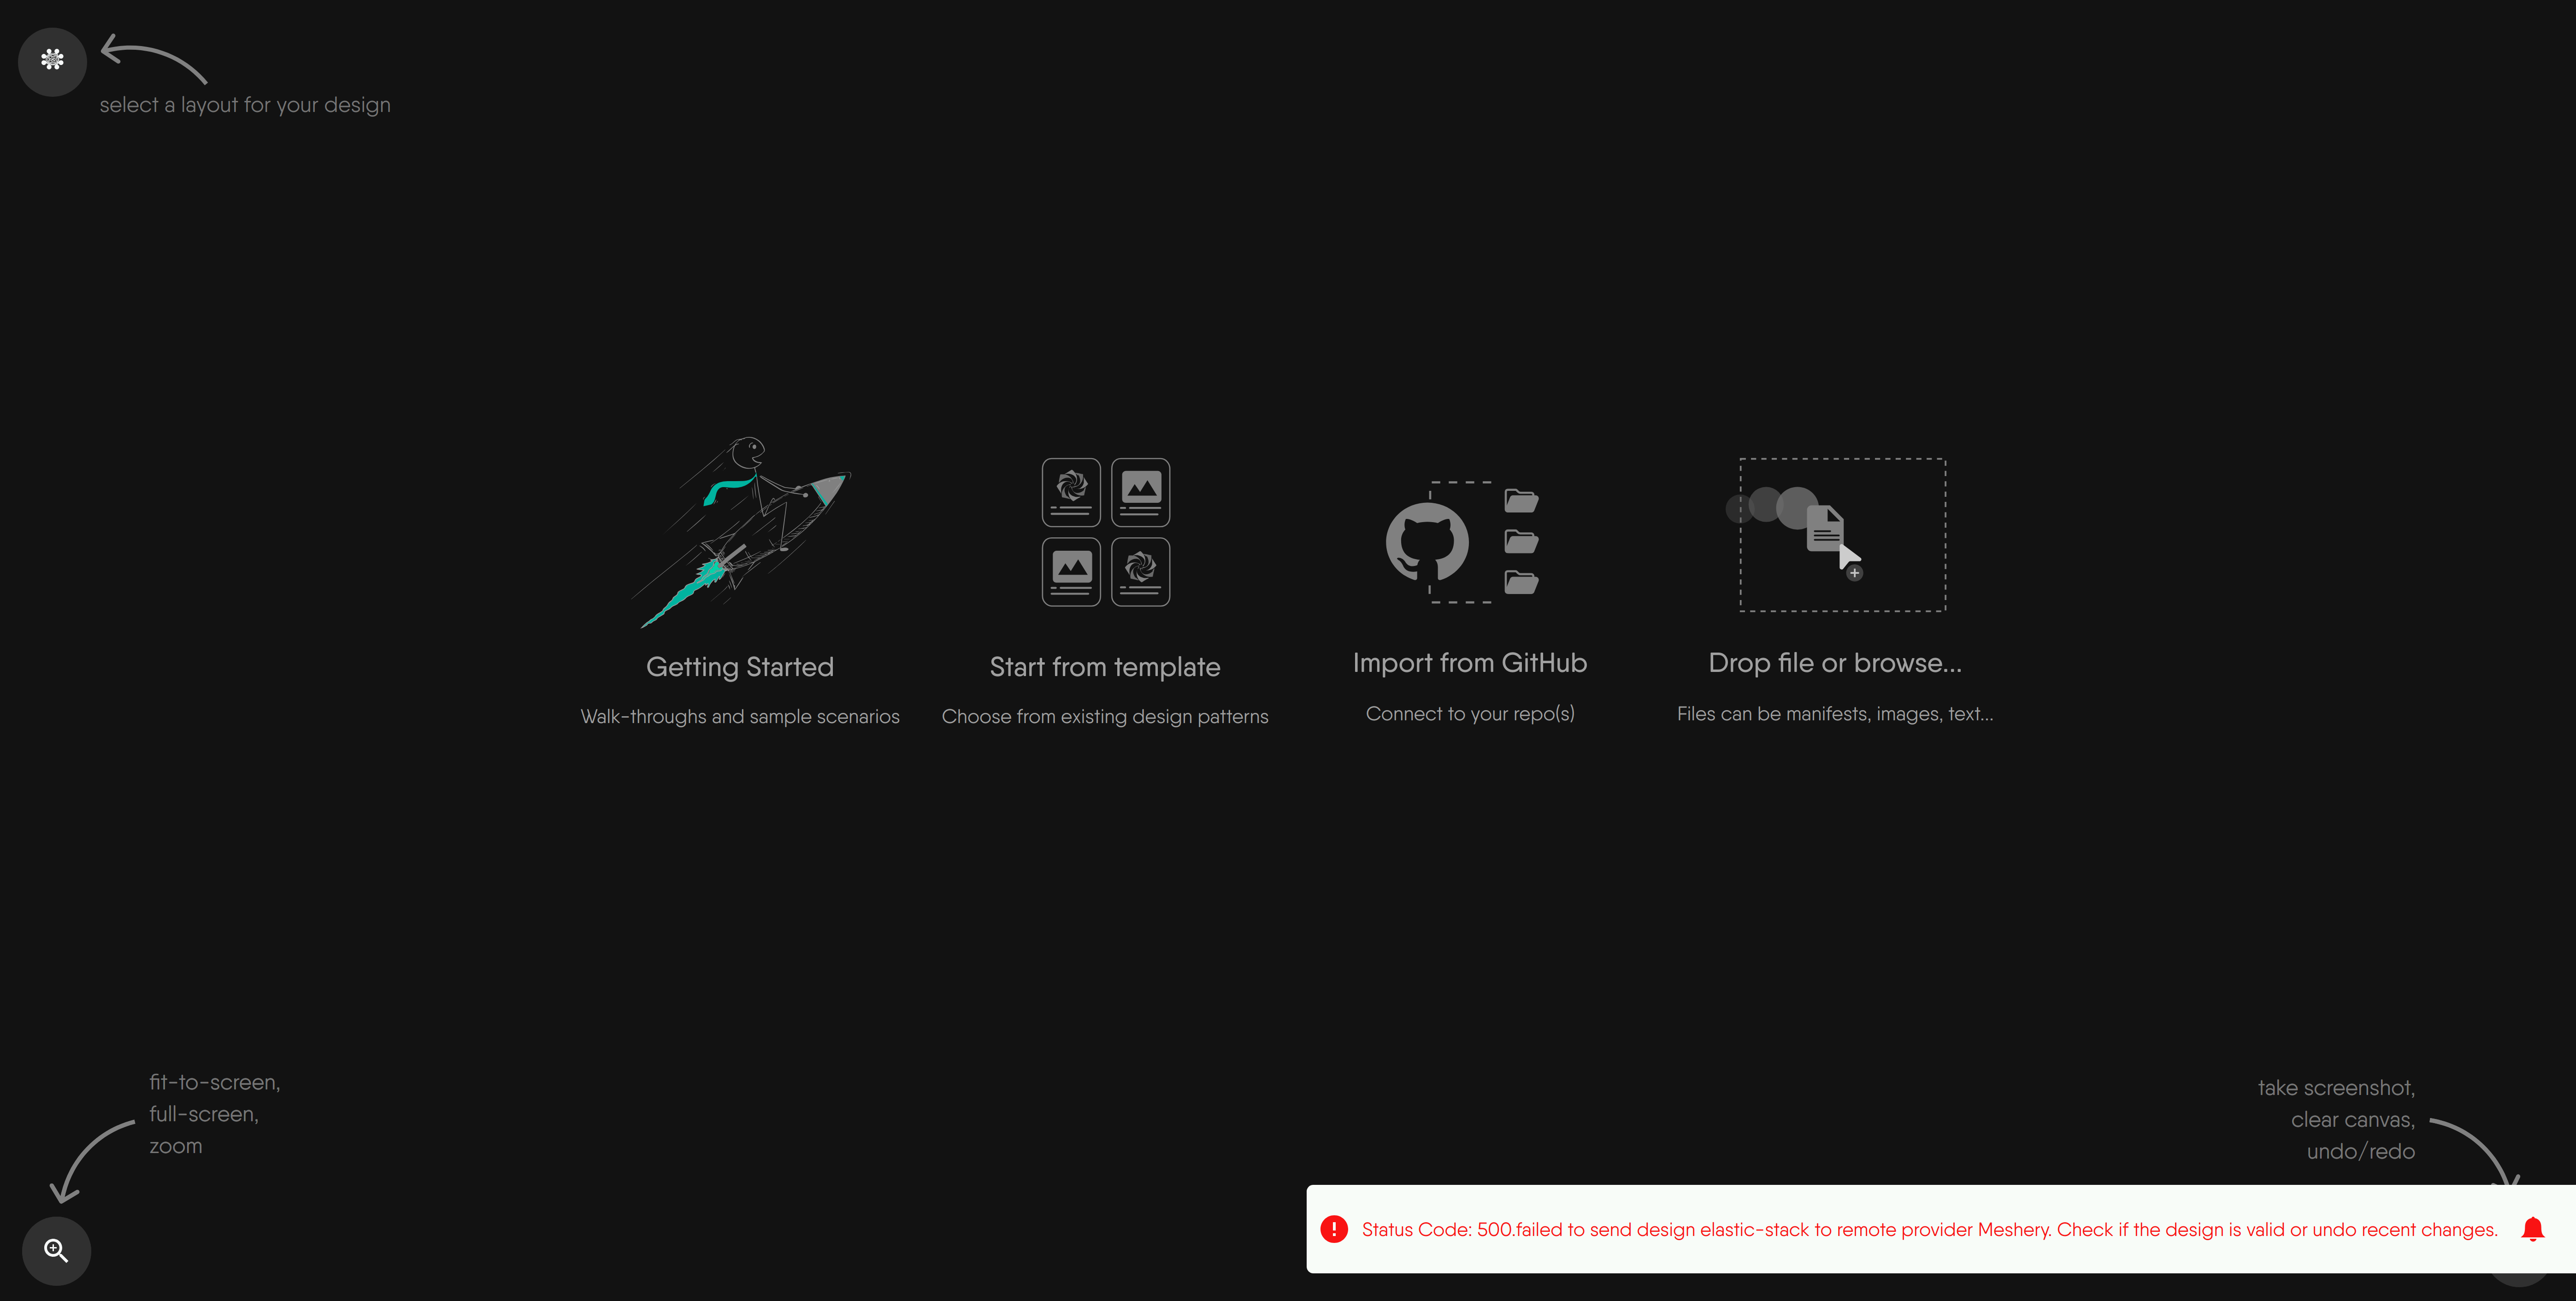 select a layout for your design
Getting Started
Walk-throughs and sample scenarios
Start from template
Choose from existing design patterns
Import from GitHub
Connect to your repo(s)
Drop file or browse...
Files can be manifests, images, text...
fit-to-screen,
full-screen,
zoom
take screenshot,
clear canvas,
undo/redo
Status Code: 500.failed to send design elastic-stack to remote provider Meshery. Check if the design is valid or undo recent changes.